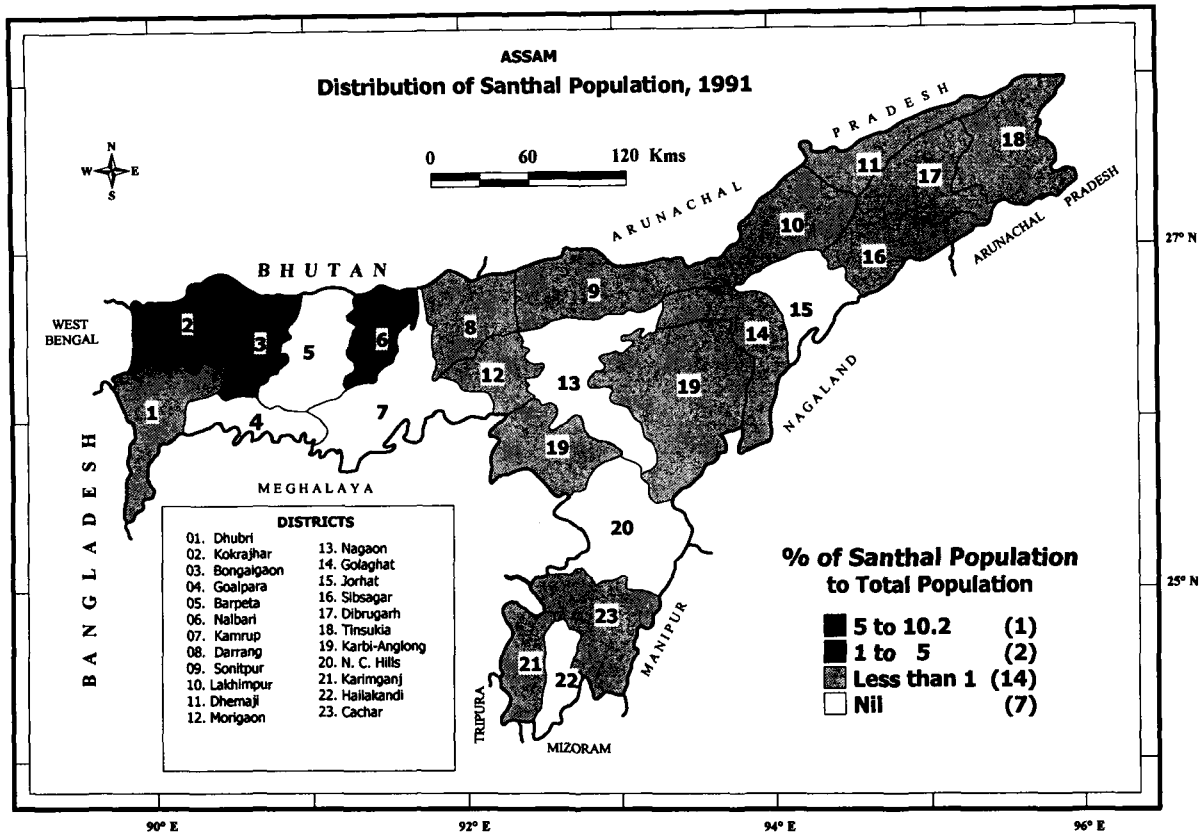 ASSAM
Distribution of Santhal Population, 1991
N
W E
S
0 60 120 Kms
ARUNACHAL PRADESH
ARUNACHAL PRADESH
27° N
BHUTAN
WEST
BENGAL
BANGLADESH
MEGHALAYA
NAGALAND
MANIPUR
TRIPURA
MIZORAM
25° N
1
2
3
4
5
6
7
8
9
10
11
12
13
14
15
16
17
18
19
19
20
21
22
23
DISTRICTS
01. Dhubri
02. Kokrajhar
03. Bongaigaon
04. Goalpara
05. Barpeta
06. Nalbari
07. Kamrup
08. Darrang
09. Sonitpur
10. Lakhimpur
11. Dhemaji
12. Morigaon
13. Nagaon
14. Golaghat
15. Jorhat
16. Sibsagar
17. Dibrugarh
18. Tinsukia
19. Karbi-Anglong
20. N. C. Hills
21. Karimganj
22. Hailakandi
23. Cachar
% of Santhal Population
to Total Population
5 to 10.2 (1)
1 to 5 (2)
Less than 1 (14)
Nil (7)
90° E 92° E 94° E 96° E